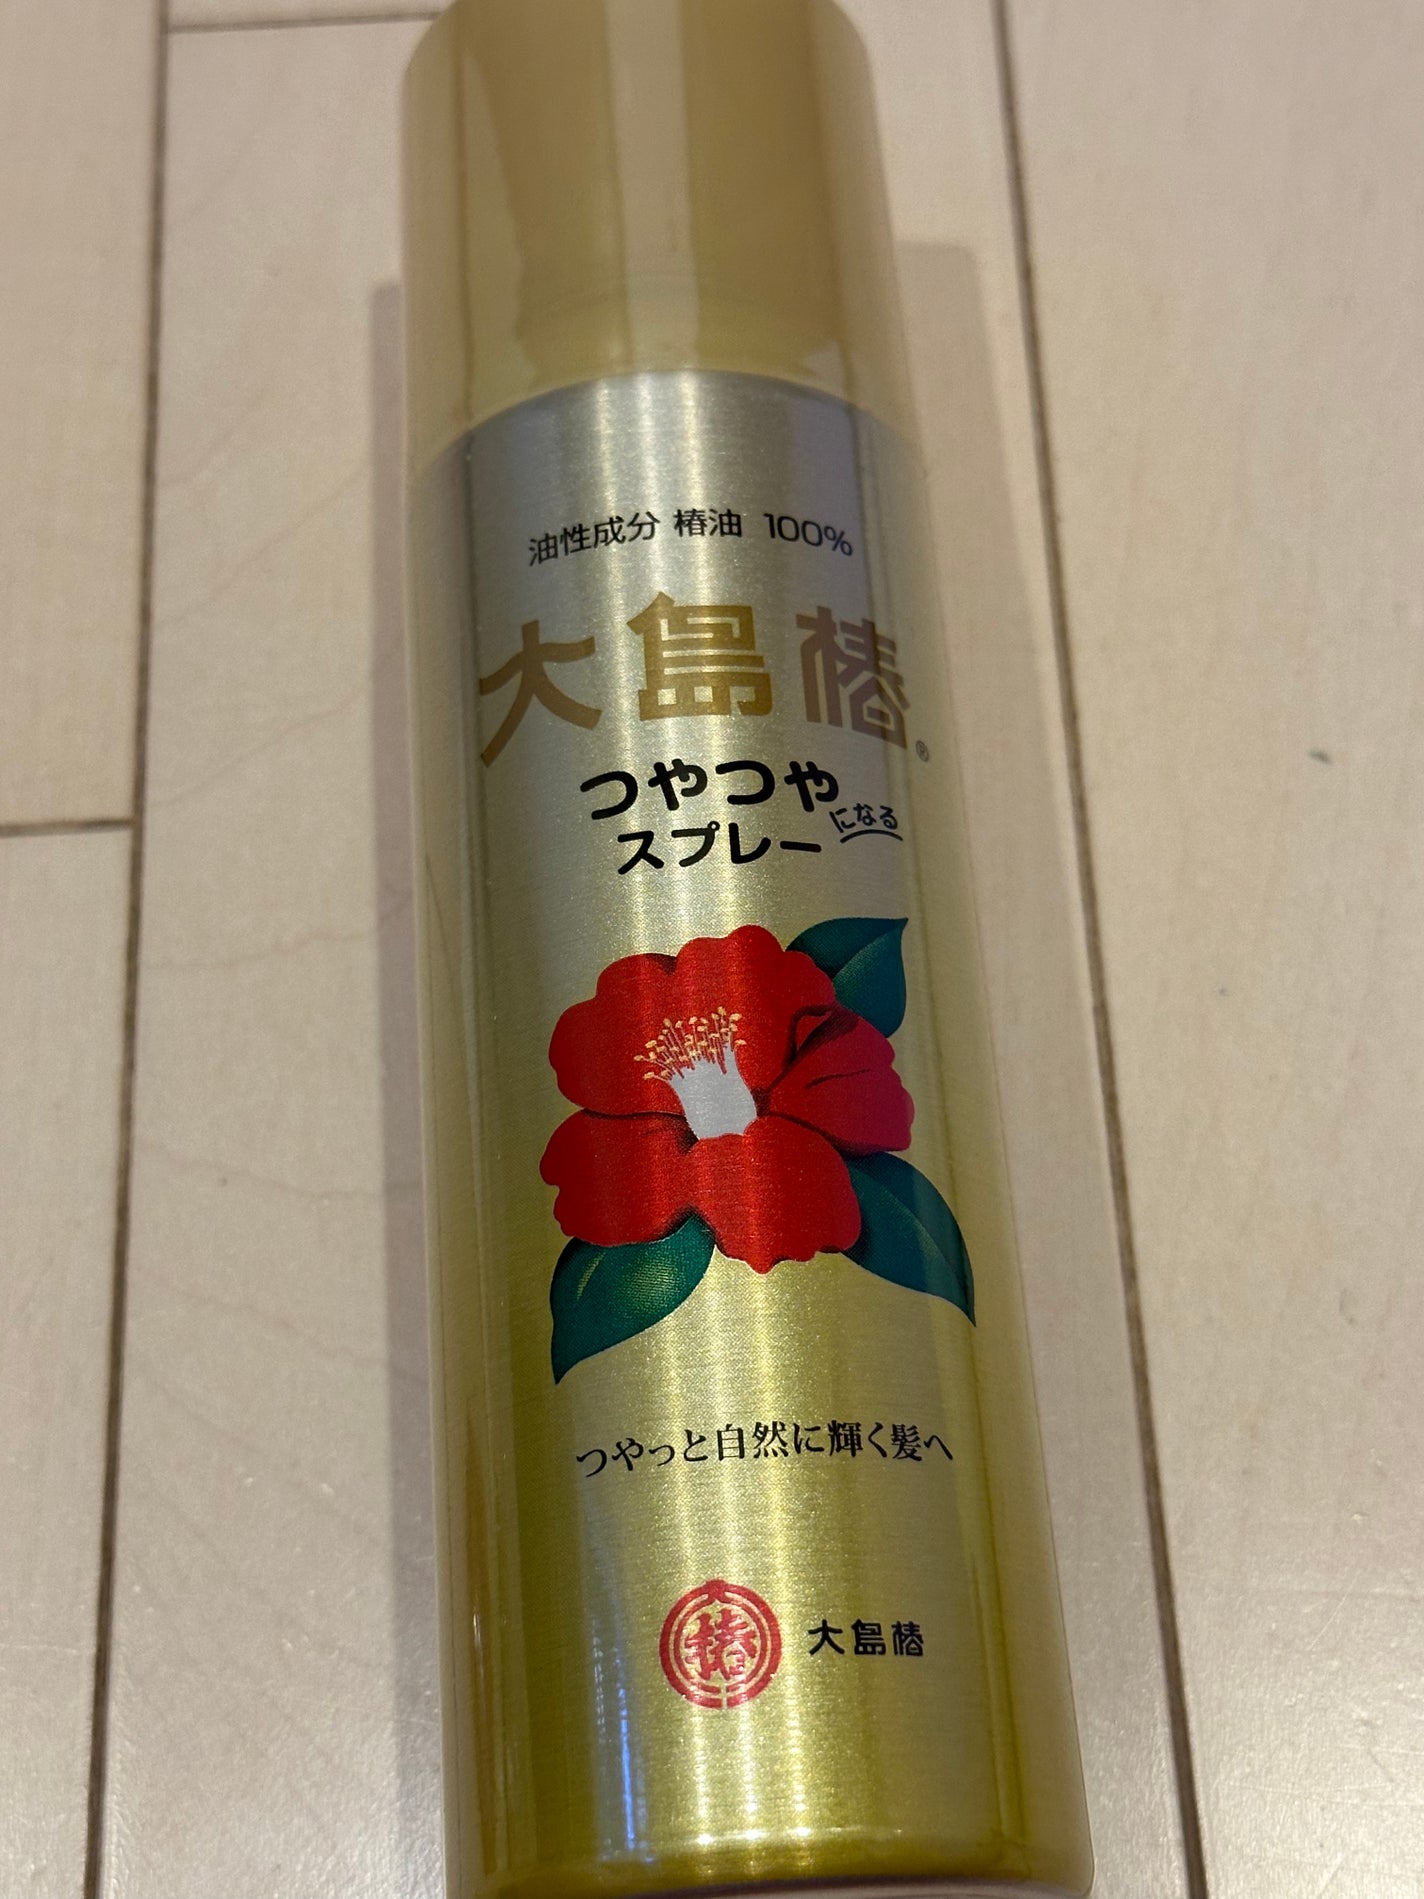 油性成分 椿油 100%
大島椿®
つやつやになる
スプレー
つやっと自然に輝く髪へ
椿 大島椿